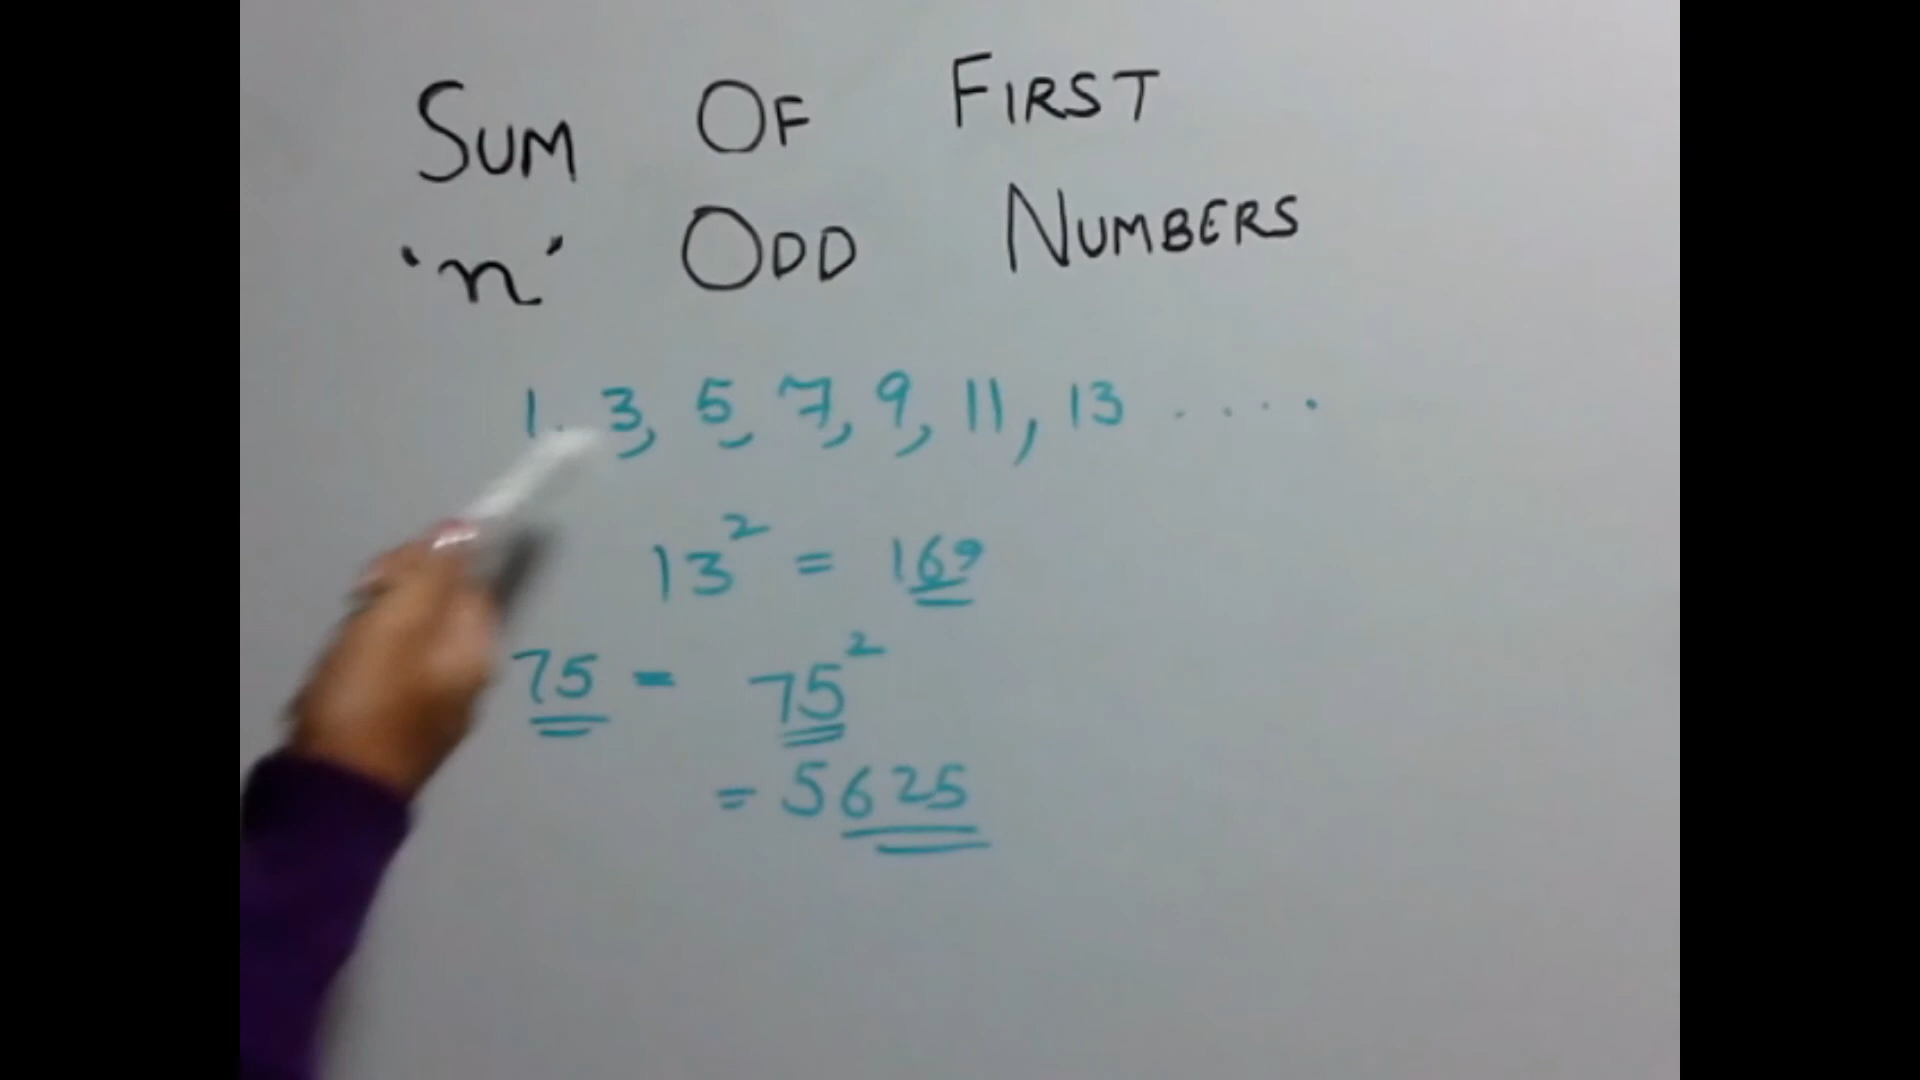 SUM OF FIRST
'n' ODD NUMBERS
1, 3, 5, 7, 9, 11, 13 . . . .
13² = 169
75 = 75²
= 5625